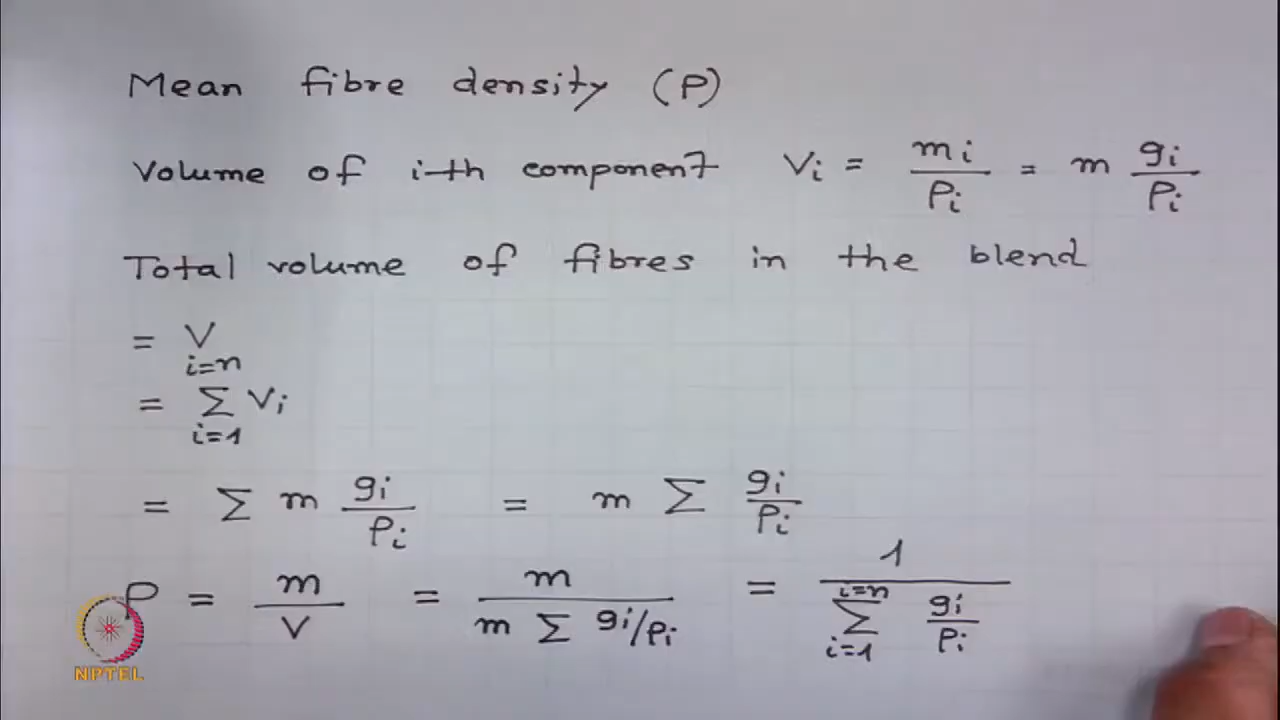 Mean fibre density (ρ)
Volume of i-th component Vi = mi/ρi = m gi/ρi
Total volume of fibres in the blend
= V
= Σ_{i=1}^{i=n} Vi
= Σ m gi/ρi = m Σ gi/ρi
ρ = m/V = m/(m Σ gi/ρi) = 1/(Σ_{i=1}^{i=n} gi/ρi)
NPTEL